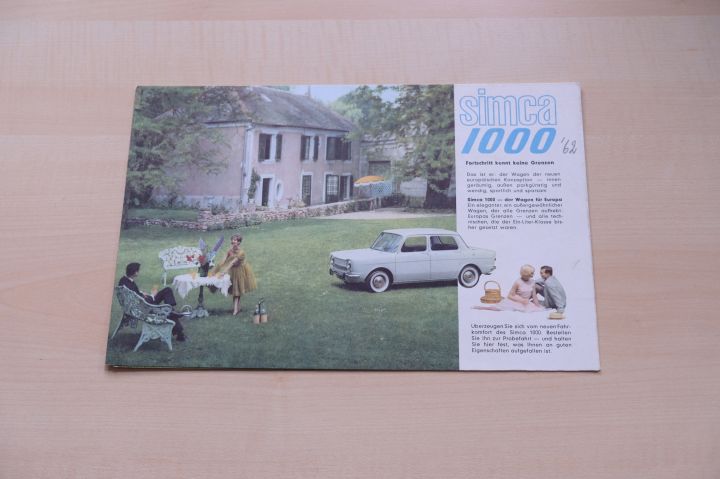 simca
1000
'62
Fortschritt kennt keine Grenzen
Das ist er: der Wagen der neuen
europäischen Konzeption — innen
geräumig, außen parkgünstig und
wendig, sportlich und sparsam
Simca 1000 — der Wagen für Europa
Ein eleganter, ein außergewöhnlicher
Wagen, der alle Grenzen aufhebt:
Europas Grenzen — und alle tech-
nischen, die der Ein-Liter-Klasse bis-
her gesetzt waren
Überzeugen Sie sich vom neuen Fahr-
komfort des Simca 1000. Bestellen
Sie ihn zur Probefahrt — und halten
Sie hier fest, was Ihnen an guten
Eigenschaften aufgefallen ist.